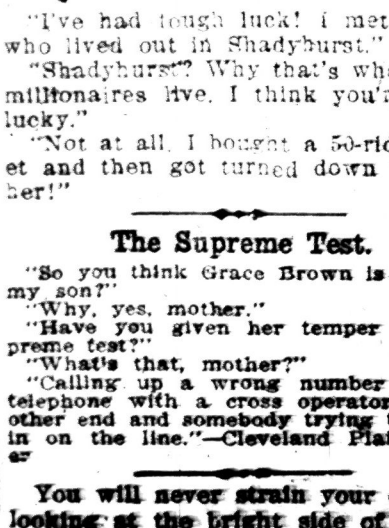 "I've had tough luck! I met
who lived out in Shadyhurst."
"Shadyhurst? Why that's wh
millionaires live. I think you'r
lucky."
"Not at all. I bought a 50-rid
et and then got turned down
her!"
The Supreme Test.
"So you think Grace Brown is
my son?"
"Why, yes, mother."
"Have you given her temper
preme test?"
"What's that, mother?"
"Calling up a wrong number
telephone with a cross operator
other end and somebody trying t
in on the line."—Cleveland Plai
er
You will never strain your
looking at the bright side of